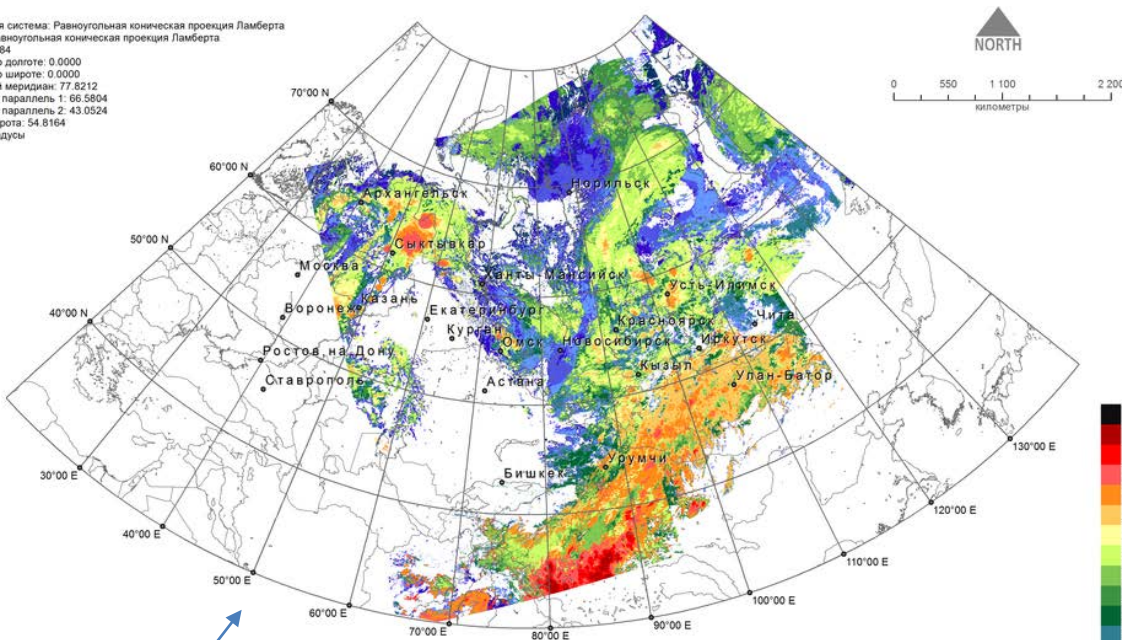 я система: Равноугольная коническая проекция Ламберта
вноугольная коническая проекция Ламберта
84
о долготе: 0.0000
о широте: 0.0000
й меридиан: 77.8212
параллель 1: 66.5804
параллель 2: 43.0524
рота: 54.8164
дусы
NORTH
0 550 1 100 2 200
километры
70°00' N
60°00' N
50°00' N
40°00' N
Норильск
Архангельск
Сыктывкар
Москва
Ханты-Мансийск
Усть-Илимск
Казань
Воронеж
Екатеринбург
Чита
Красноярск
Курган
Иркутск
Омск
Новосибирск
Ростов на-Дону
Кызыл
Улан-Батор
Ставрополь
Астана
Урумчи
Бишкек
30°00' E
40°00' E
50°00' E
60°00' E
70°00' E
80°00' E
90°00' E
100°00' E
110°00' E
120°00' E
130°00' E